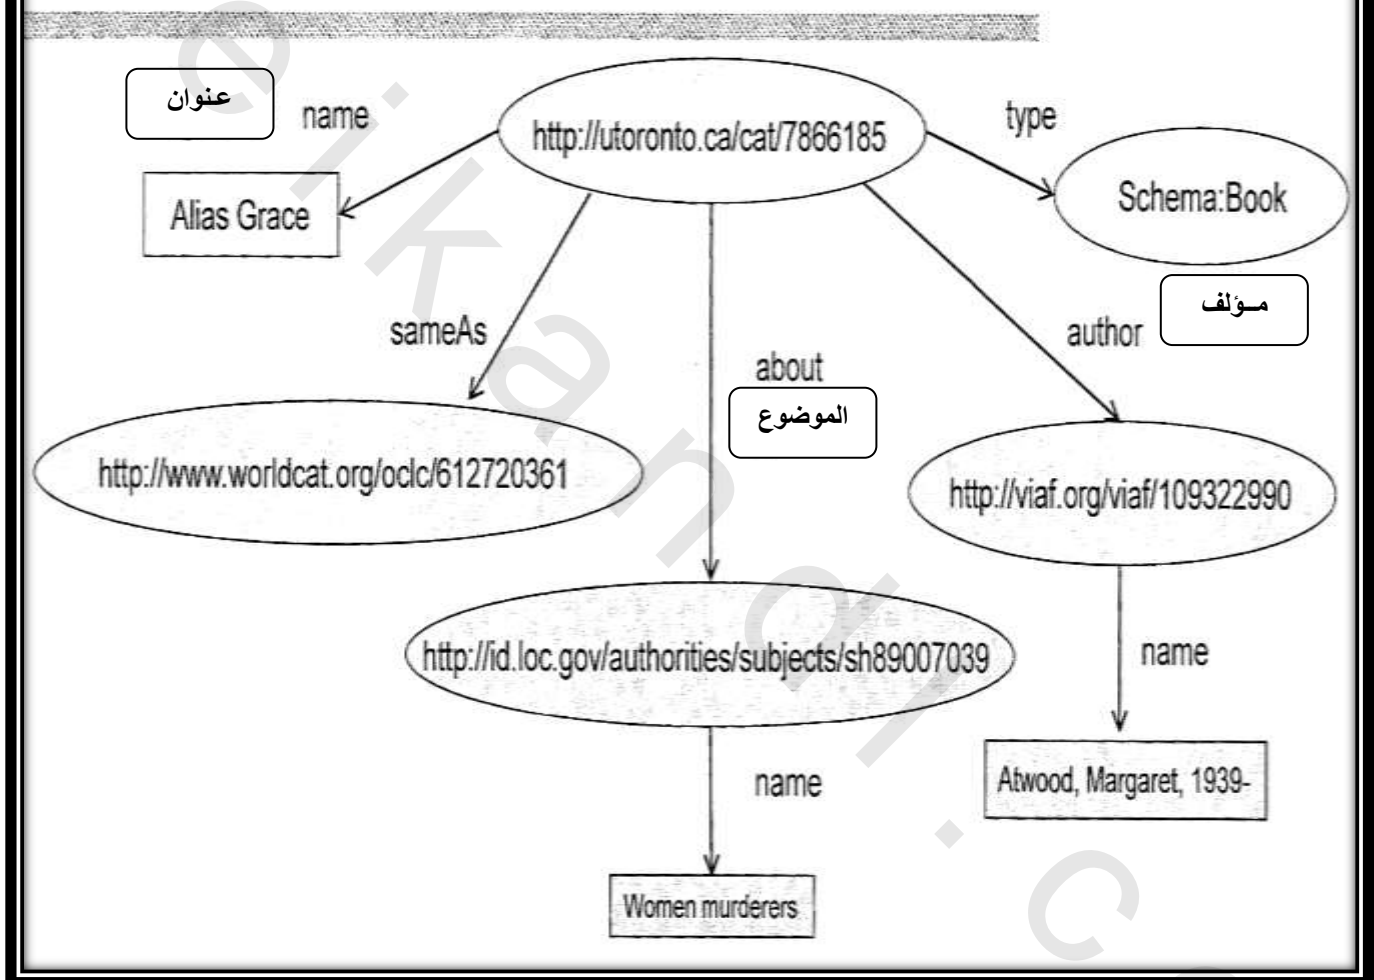 عنوان
name
http://utoronto.ca/cat/7866185
type
Alias Grace
Schema:Book
sameAs
about
الموضوع
author
مـؤلف
http://www.worldcat.org/oclc/612720361
http://viaf.org/viaf/109322990
http://id.loc.gov/authorities/subjects/sh89007039
name
name
Atwood, Margaret, 1939-
Women murderers
eikandl.c